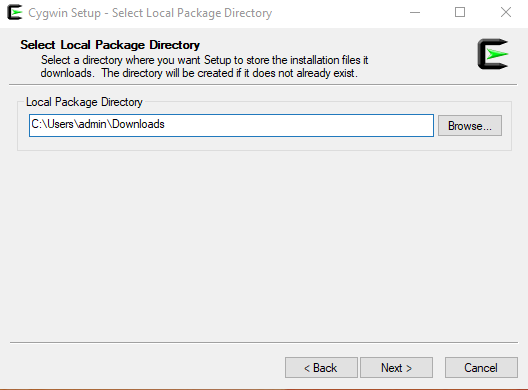 Cygwin Setup - Select Local Package Directory
Select Local Package Directory
Select a directory where you want Setup to store the installation files it
downloads. The directory will be created if it does not already exist.
Local Package Directory
C:\Users\admin\Downloads
Browse...
< Back
Next >
Cancel